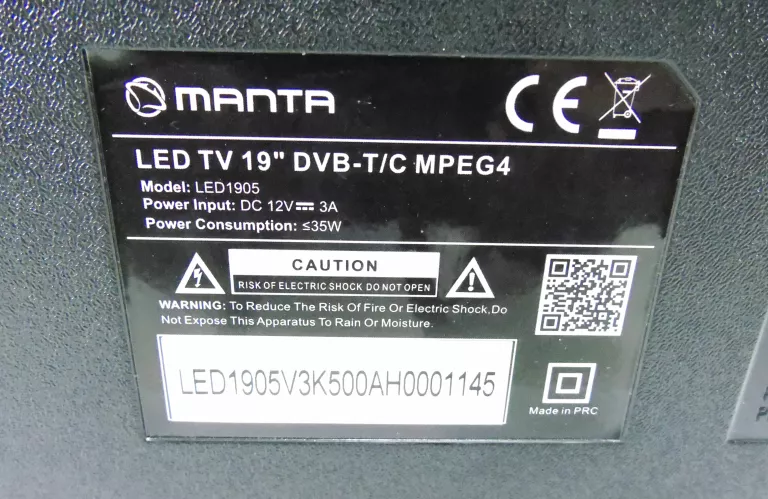 MANTA
CE
LED TV 19" DVB-T/C MPEG4
Model: LED1905
Power Input: DC 12V⎓ 3A
Power Consumption: ≤35W
CAUTION
RISK OF ELECTRIC SHOCK DO NOT OPEN
WARNING: To Reduce The Risk Of Fire Or Electric Shock,Do
Not Expose This Apparatus To Rain Or Moisture.
LED1905V3K500AH0001145
Made in PRC